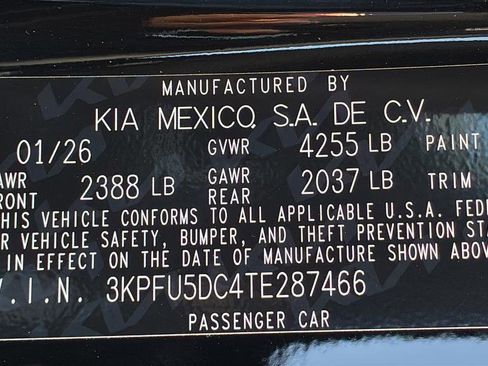 MANUFACTURED BY
KIA MEXICO, S.A. DE C.V.
01/26 GVWR 4255 LB PAINT
GAWR FRONT 2388 LB GAWR REAR 2037 LB TRIM
THIS VEHICLE CONFORMS TO ALL APPLICABLE U.S.A. FEDE
R VEHICLE SAFETY, BUMPER, AND THEFT PREVENTION STA
IN EFFECT ON THE DATE OF MANUFACTURE SHOWN ABOVE
V.I.N. 3KPFU5DC4TE287466
PASSENGER CAR